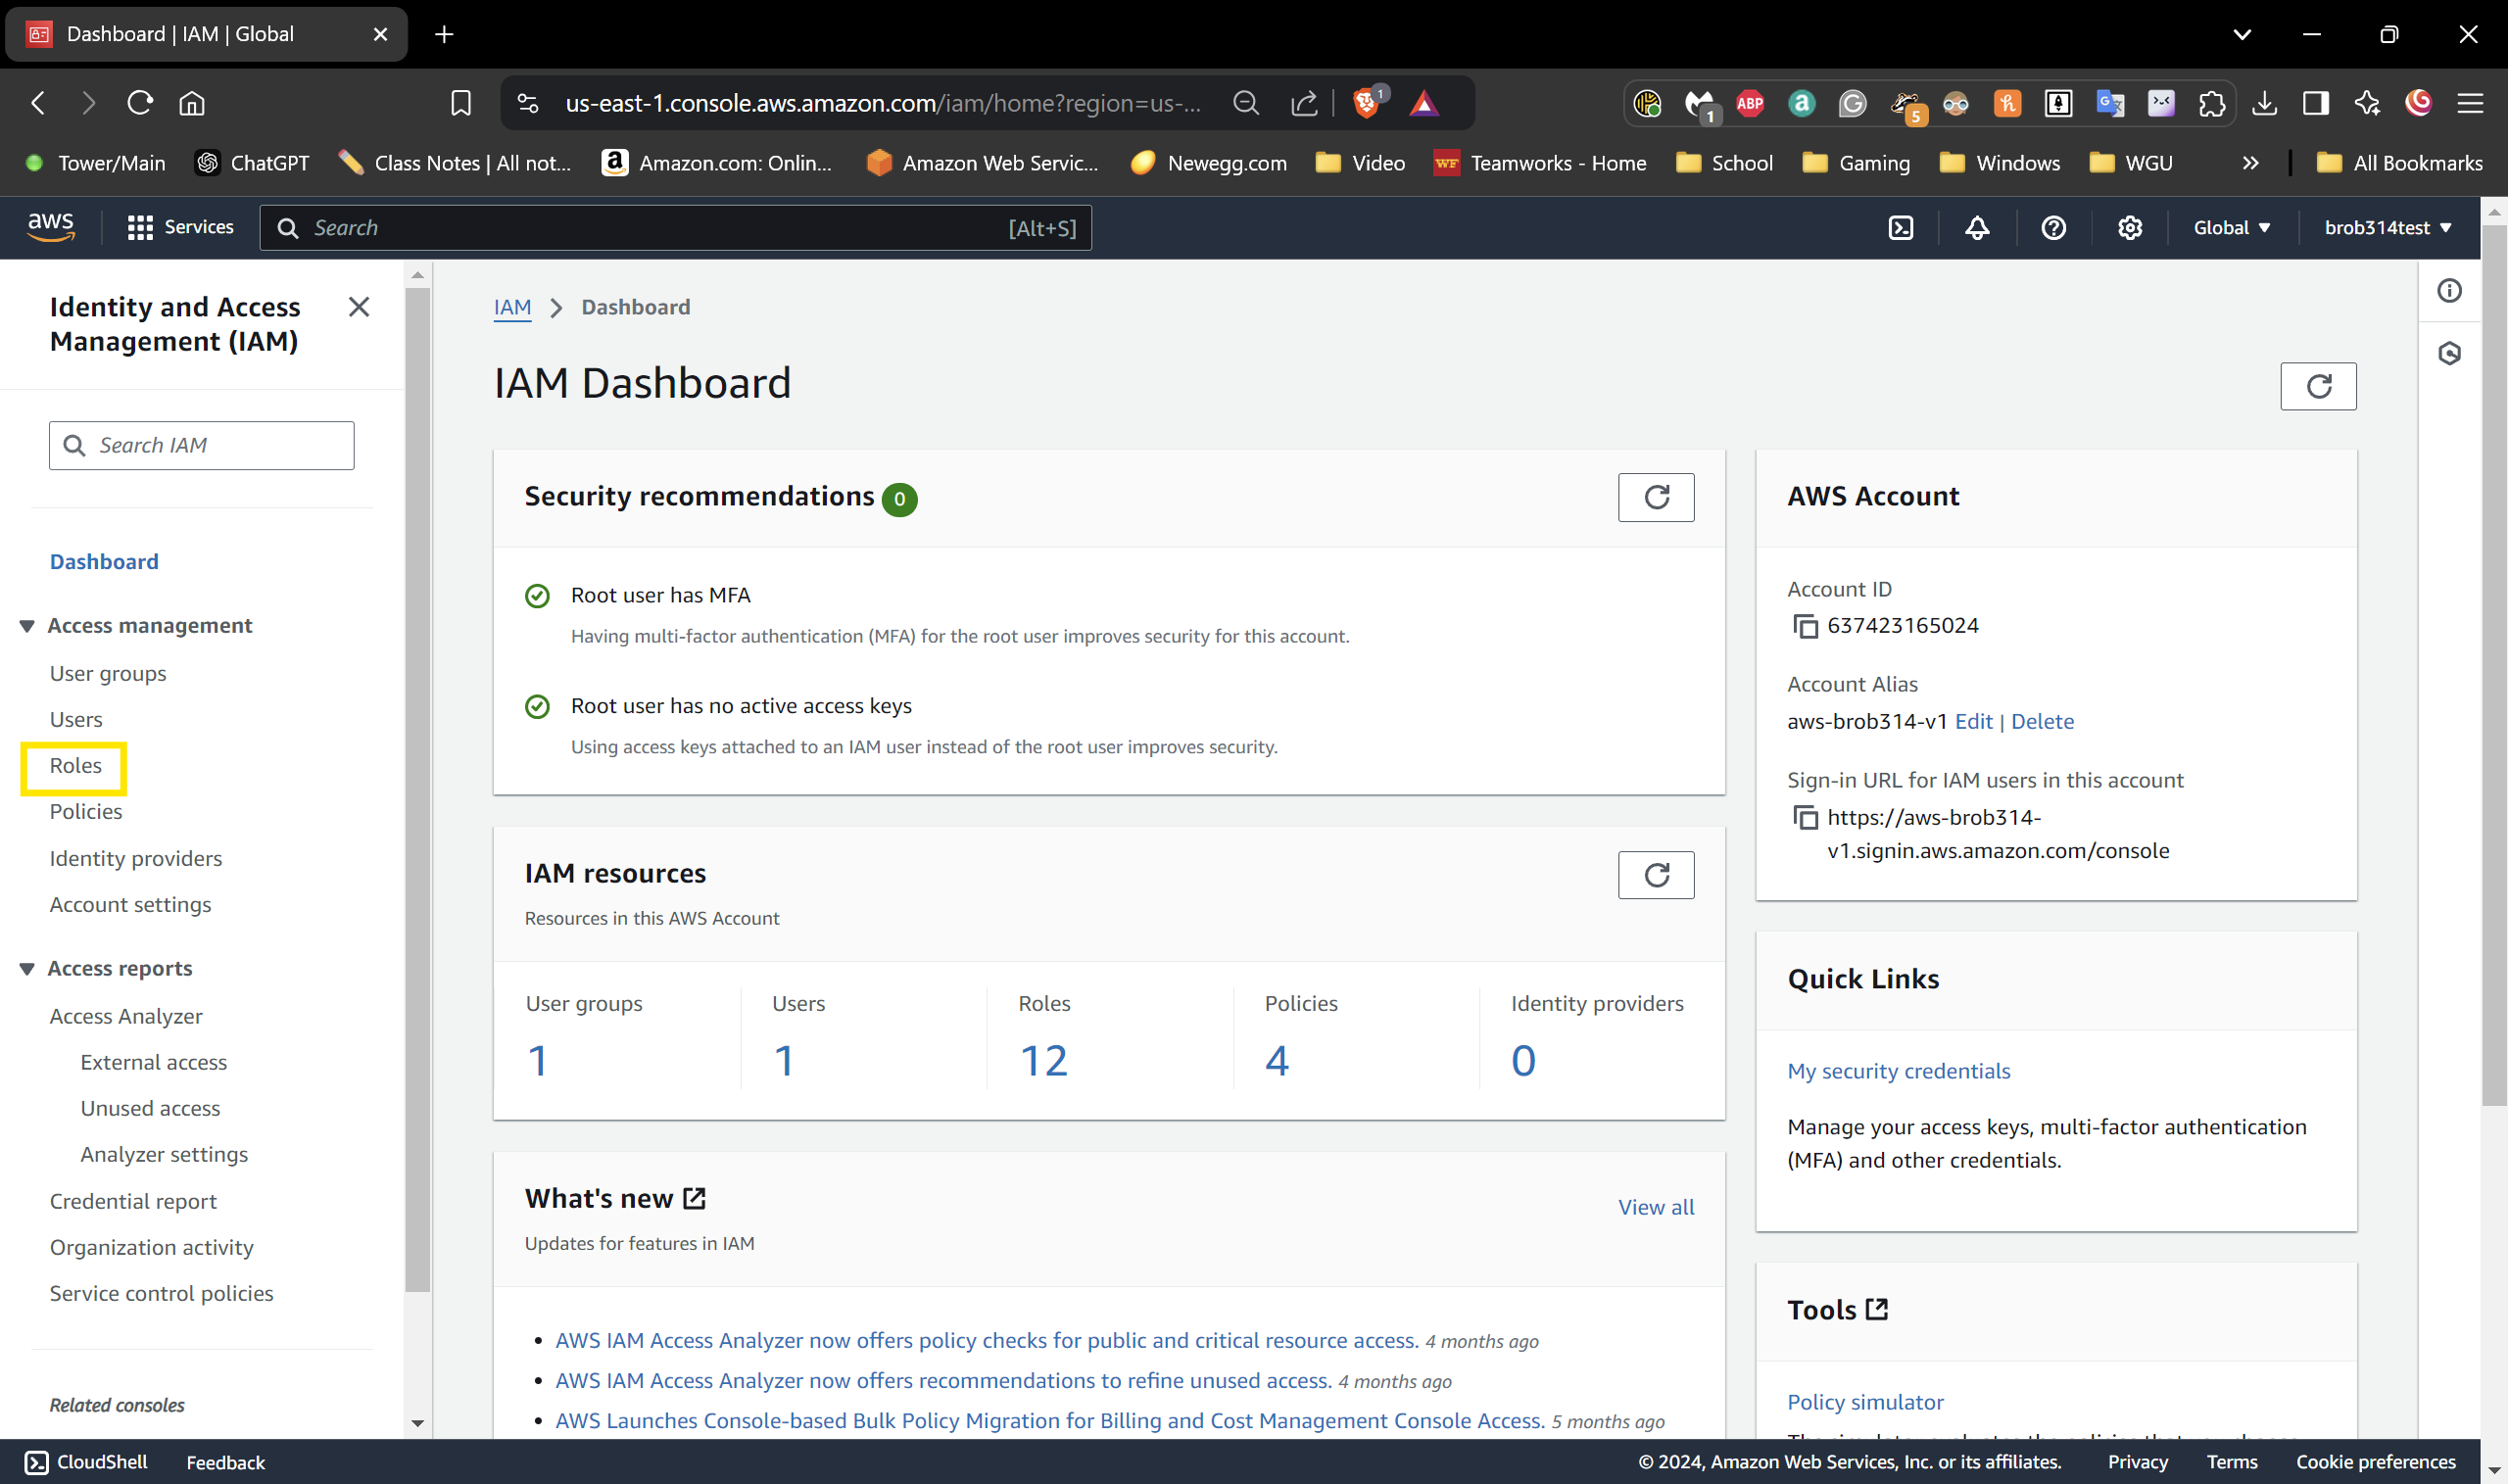 Dashboard | IAM | Global
us-east-1.console.aws.amazon.com/iam/home?region=us-...
1
1
ABP
5
Tower/Main
ChatGPT
Class Notes | All not...
Amazon.com: Onlin...
Amazon Web Servic...
Newegg.com
Video
Teamworks - Home
School
Gaming
Windows
WGU
All Bookmarks
aws
Services
Search
[Alt+S]
Global
brob314test
Identity and Access
Management (IAM)
Search IAM
Dashboard
Access management
User groups
Users
Roles
Policies
Identity providers
Account settings
Access reports
Access Analyzer
External access
Unused access
Analyzer settings
Credential report
Organization activity
Service control policies
Related consoles
IAM > Dashboard
IAM Dashboard
Security recommendations 0
Root user has MFA
Having multi-factor authentication (MFA) for the root user improves security for this account.
Root user has no active access keys
Using access keys attached to an IAM user instead of the root user improves security.
IAM resources
Resources in this AWS Account
User groups
1
Users
1
Roles
12
Policies
4
Identity providers
0
What's new
View all
Updates for features in IAM
• AWS IAM Access Analyzer now offers policy checks for public and critical resource access. 4 months ago
• AWS IAM Access Analyzer now offers recommendations to refine unused access. 4 months ago
• AWS Launches Console-based Bulk Policy Migration for Billing and Cost Management Console Access. 5 months ago
AWS Account
Account ID
637423165024
Account Alias
aws-brob314-v1 Edit | Delete
Sign-in URL for IAM users in this account
https://aws-brob314-
v1.signin.aws.amazon.com/console
Quick Links
My security credentials
Manage your access keys, multi-factor authentication
(MFA) and other credentials.
Tools
Policy simulator
CloudShell
Feedback
© 2024, Amazon Web Services, Inc. or its affiliates.
Privacy
Terms
Cookie preferences